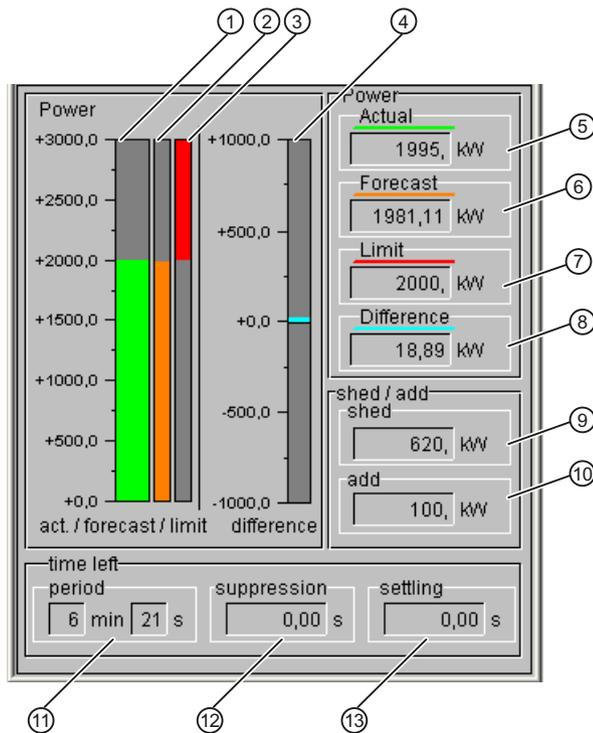 ① ② ③ ④
Power
+3000,0
+2500,0
+2000,0
+1500,0
+1000,0
+500,0
+0,0
act. / forecast / limit
+1000,0
+500,0
+0,0
-500,0
-1000,0
difference
Power
Actual
1995, kW
⑤
Forecast
1981,11 kW
⑥
Limit
2000, kW
⑦
Difference
18,89 kW
⑧
shed / add
shed
620, kW
⑨
add
100, kW
⑩
time left
period
6 min 21 s
suppression
0,00 s
settling
0,00 s
⑪ ⑫ ⑬